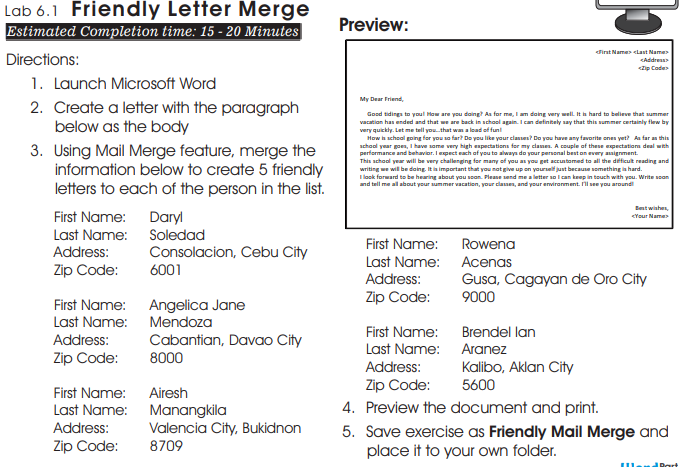 Lab 6.1 Friendly Letter Merge
Estimated Completion time: 15 - 20 Minutes
Directions:
1. Launch Microsoft Word
2. Create a letter with the paragraph
below as the body
3. Using Mail Merge feature, merge the
information below to create 5 friendly
letters to each of the person in the list.
First Name: Daryl
Last Name: Soledad
Address: Consolacion, Cebu City
Zip Code: 6001
First Name: Angelica Jane
Last Name: Mendoza
Address: Cabantian, Davao City
Zip Code: 8000
First Name: Airesh
Last Name: Manangkila
Address: Valencia City, Bukidnon
Zip Code: 8709
Preview:
<First Name> <Last Name>
<Address>
<Zip Code>
My Dear Friend,
Good tidings to you! How are you doing? As for me, I am doing very well. It is hard to believe that summer
vacation has ended and that we are back in school again. I can definitely say that this summer certainly flew by
very quickly. Let me tell you...that was a load of fun!
How is school going for you so far? Do you like your classes? Do you have any favorite ones yet? As far as this
school year goes, I have some very high expectations for my classes. A couple of these expectations deal with
performance and behavior. I expect each of you to always do your personal best on every assignment.
This school year will be very challenging for many of you as you get accustomed to all the difficult reading and
writing we will be doing. It is important that you not give up on yourself just because something is hard.
I look forward to be hearing about you soon. Please send me a letter so I can keep in touch with you. Write soon
and tell me all about your summer vacation, your classes, and your environment. I'll see you around!
Best wishes,
<Your Name>
First Name: Rowena
Last Name: Acenas
Address: Gusa, Cagayan de Oro City
Zip Code: 9000
First Name: Brendel Ian
Last Name: Aranez
Address: Kalibo, Aklan City
Zip Code: 5600
4. Preview the document and print.
5. Save exercise as Friendly Mail Merge and
place it to your own folder.